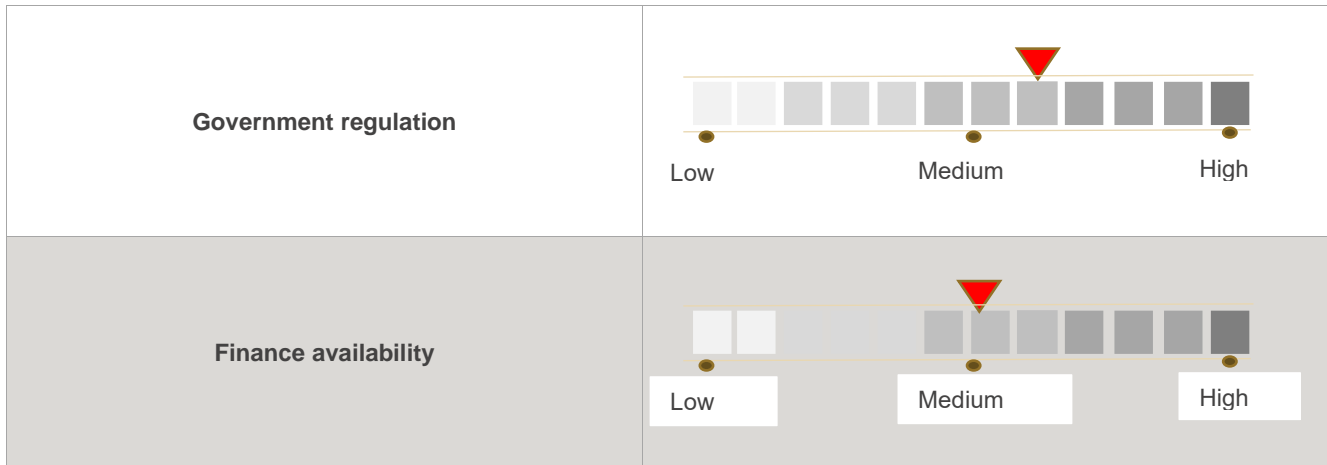 Government regulation
Low Medium High
Finance availability
Low Medium High